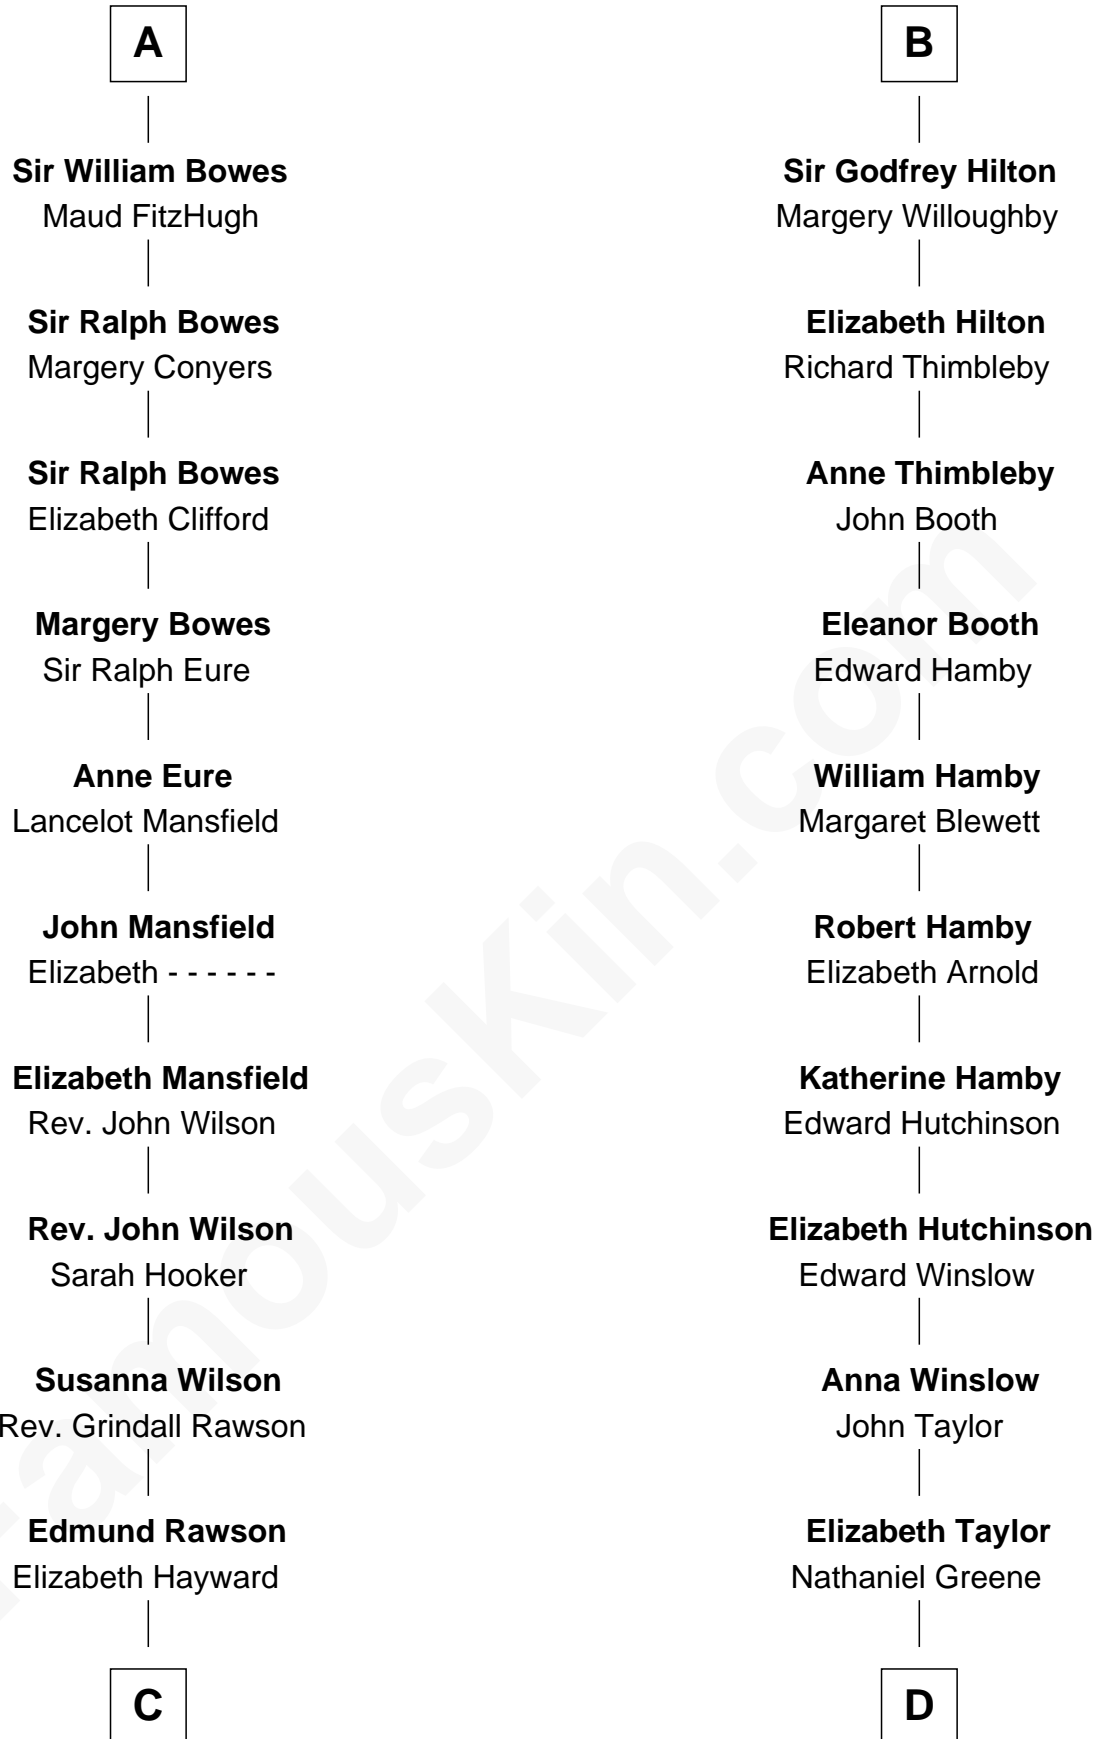 A
Sir William Bowes
Maud FitzHugh
Sir Ralph Bowes
Margery Conyers
Sir Ralph Bowes
Elizabeth Clifford
Margery Bowes
Sir Ralph Eure
Anne Eure
Lancelot Mansfield
John Mansfield
Elizabeth - - - - - -
Elizabeth Mansfield
Rev. John Wilson
Rev. John Wilson
Sarah Hooker
Susanna Wilson
Rev. Grindall Rawson
Edmund Rawson
Elizabeth Hayward
C
B
Sir Godfrey Hilton
Margery Willoughby
Elizabeth Hilton
Richard Thimbleby
Anne Thimbleby
John Booth
Eleanor Booth
Edward Hamby
William Hamby
Margaret Blewett
Robert Hamby
Elizabeth Arnold
Katherine Hamby
Edward Hutchinson
Elizabeth Hutchinson
Edward Winslow
Anna Winslow
John Taylor
Elizabeth Taylor
Nathaniel Greene
D
FamousKin.com